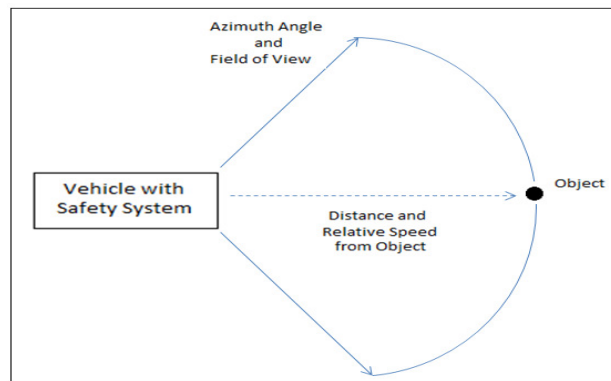 Azimuth Angle
and
Field of View
Vehicle with
Safety System
Object
Distance and
Relative Speed
from Object